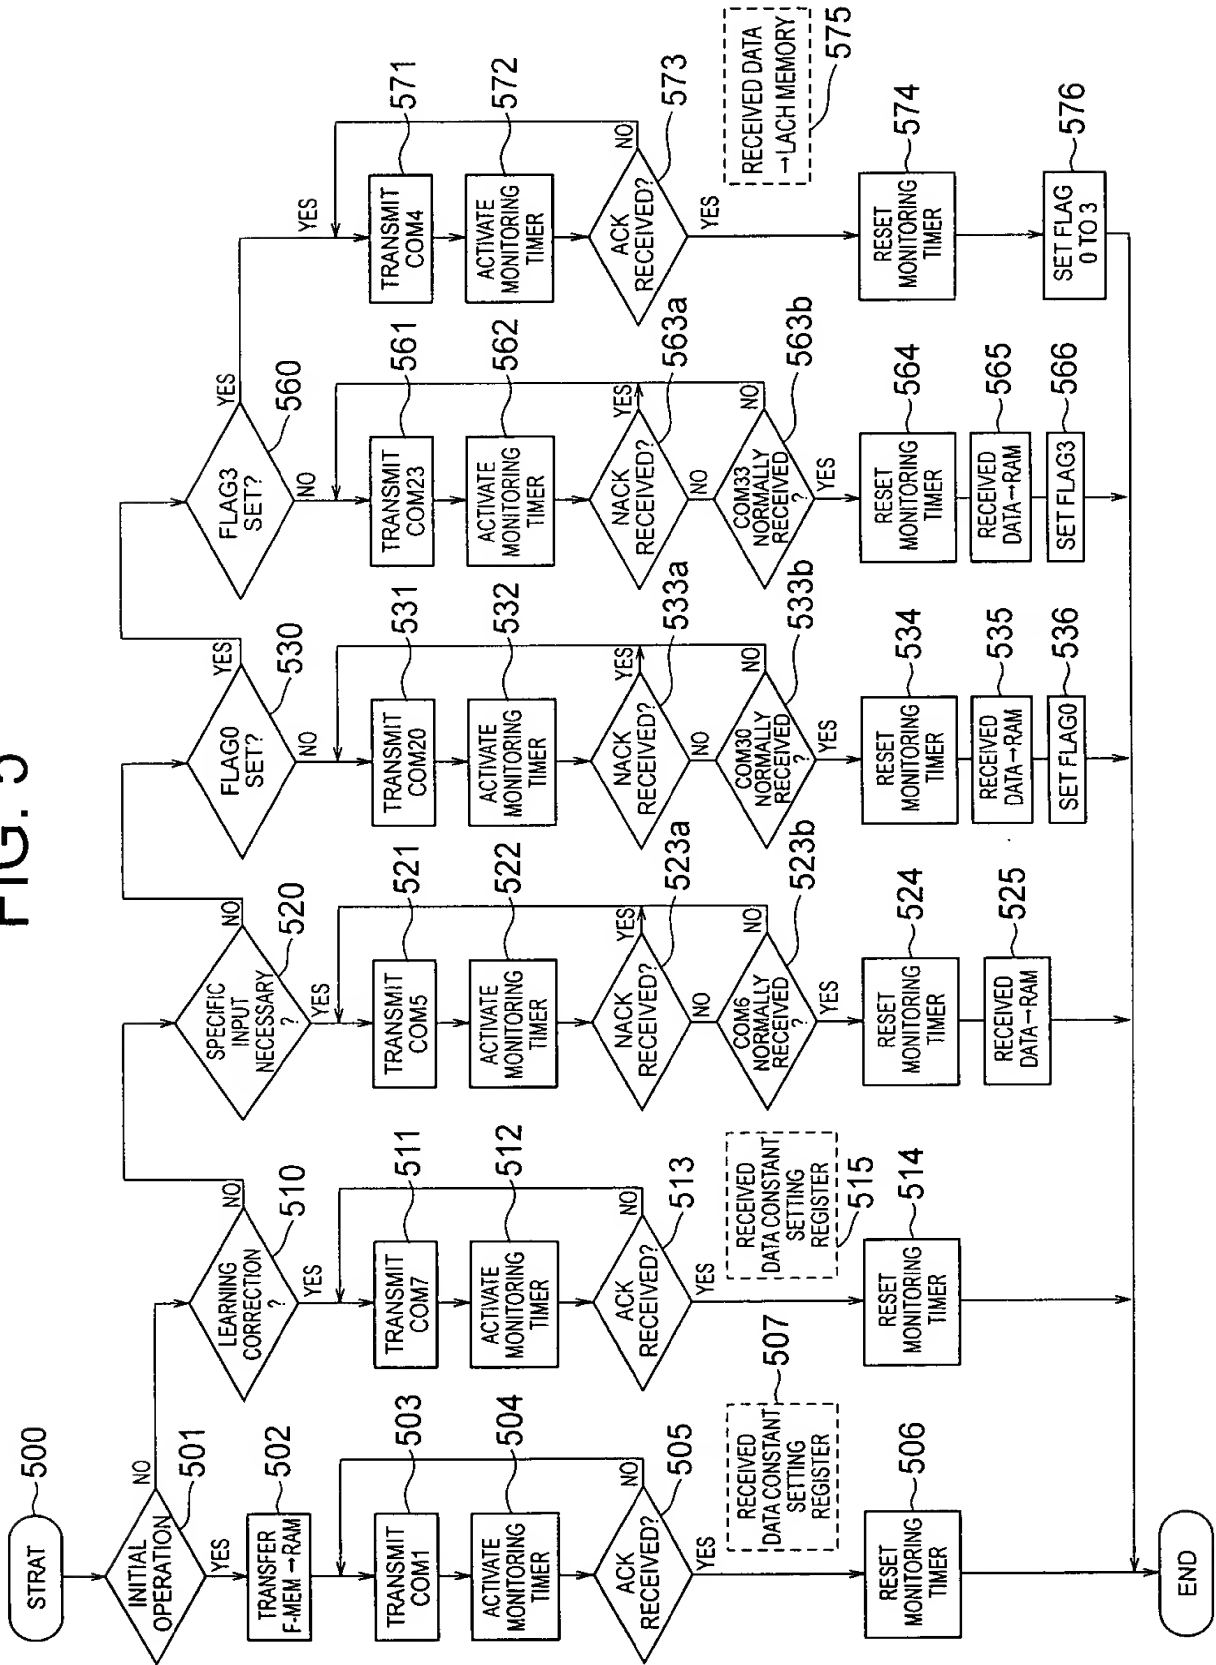 FIG. 5
STRAT
500
INITIAL
OPERATION
501
NO
YES
TRANSFER
F-MEM→RAM
502
TRANSMIT
COM1
503
ACTIVATE
MONITORING
TIMER
504
ACK
RECEIVED?
505
NO
YES
RECEIVED
DATA CONSTANT
SETTING
REGISTER
507
RESET
MONITORING
TIMER
506
END
LEARNING
CORRECTION
?
510
NO
YES
TRANSMIT
COM7
511
ACTIVATE
MONITORING
TIMER
512
ACK
RECEIVED?
513
NO
YES
RECEIVED
DATA CONSTANT
SETTING
REGISTER
515
RESET
MONITORING
TIMER
514
SPECIFIC
INPUT
NECESSARY
?
520
NO
YES
TRANSMIT
COM5
521
ACTIVATE
MONITORING
TIMER
522
NACK
RECEIVED?
523a
YES
NO
COM6
NORMALLY
RECEIVED
?
523b
NO
YES
RESET
MONITORING
TIMER
524
RECEIVED
DATA→RAM
525
FLAG0
SET?
530
YES
NO
TRANSMIT
COM20
531
ACTIVATE
MONITORING
TIMER
532
NACK
RECEIVED?
533a
YES
NO
COM30
NORMALLY
RECEIVED
?
533b
NO
YES
RESET
MONITORING
TIMER
534
RECEIVED
DATA→RAM
535
SET FLAG0
536
FLAG3
SET?
560
YES
NO
TRANSMIT
COM23
561
ACTIVATE
MONITORING
TIMER
562
NACK
RECEIVED?
563a
YES
NO
COM33
NORMALLY
RECEIVED
?
563b
NO
YES
RESET
MONITORING
TIMER
564
RECEIVED
DATA→RAM
565
SET FLAG3
566
YES
TRANSMIT
COM4
571
ACTIVATE
MONITORING
TIMER
572
ACK
RECEIVED?
573
NO
YES
RECEIVED DATA
→LACH MEMORY
575
RESET
MONITORING
TIMER
574
SET FLAG
0 TO 3
576